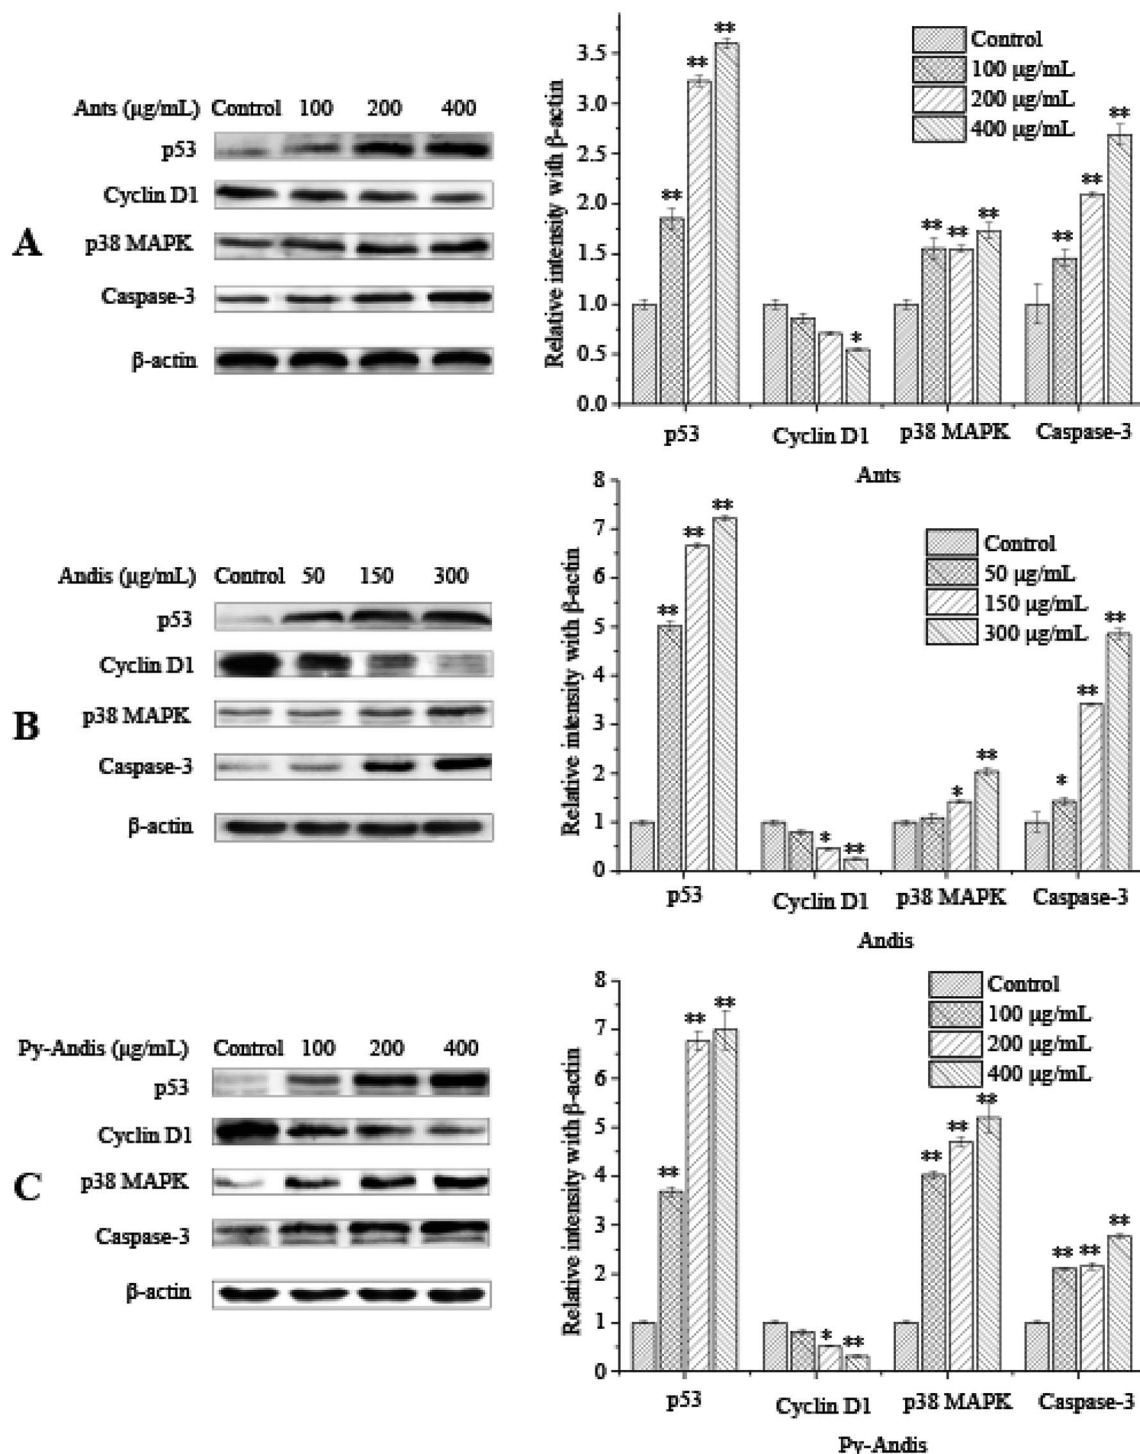 A
Ants (μg/mL) Control 100 200 400
p53
Cyclin D1
p38 MAPK
Caspase-3
β-actin
Relative intensity with β-actin
3.5
3.0
2.5
2.0
1.5
1.0
0.5
0.0
Control
100 μg/mL
200 μg/mL
400 μg/mL
** ** **
*
** ** **
** ** **
p53 Cyclin D1 p38 MAPK Caspase-3
Ants
B
Andis (μg/mL) Control 50 150 300
p53
Cyclin D1
p38 MAPK
Caspase-3
β-actin
Relative intensity with β-actin
8
7
6
5
4
3
2
1
0
Control
50 μg/mL
150 μg/mL
300 μg/mL
** ** **
* **
* **
* ** **
p53 Cyclin D1 p38 MAPK Caspase-3
Andis
C
Py-Andis (μg/mL) Control 100 200 400
p53
Cyclin D1
p38 MAPK
Caspase-3
β-actin
Relative intensity with β-actin
8
7
6
5
4
3
2
1
0
Control
100 μg/mL
200 μg/mL
400 μg/mL
** ** **
* **
** ** **
** ** **
p53 Cyclin D1 p38 MAPK Caspase-3
Py-Andis